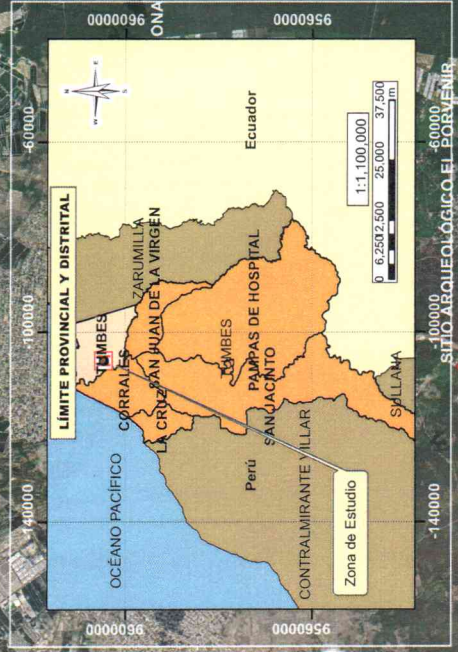 -140000
-100000
-60000
9600000
9560000
ONA
LÍMITE PROVINCIAL Y DISTRITAL
N
W
E
S
OCÉANO PACÍFICO
TUMBES
CORRALES
ZARUMILLA
LA CRUZ
SAN JUAN DE LA VIRGEN
TUMBES
PAMPAS DE HOSPITAL
SAN JACINTO
Perú
Ecuador
CONTRALMIRANTE VILLAR
SULLANA
Zona de Estudio
1:1,100,000
0 6,250 12,500 25,000 37,500
m
9600000
9560000
-140000
-100000
-60000
SITIO ARQUEOLÓGICO EL PORVENIR